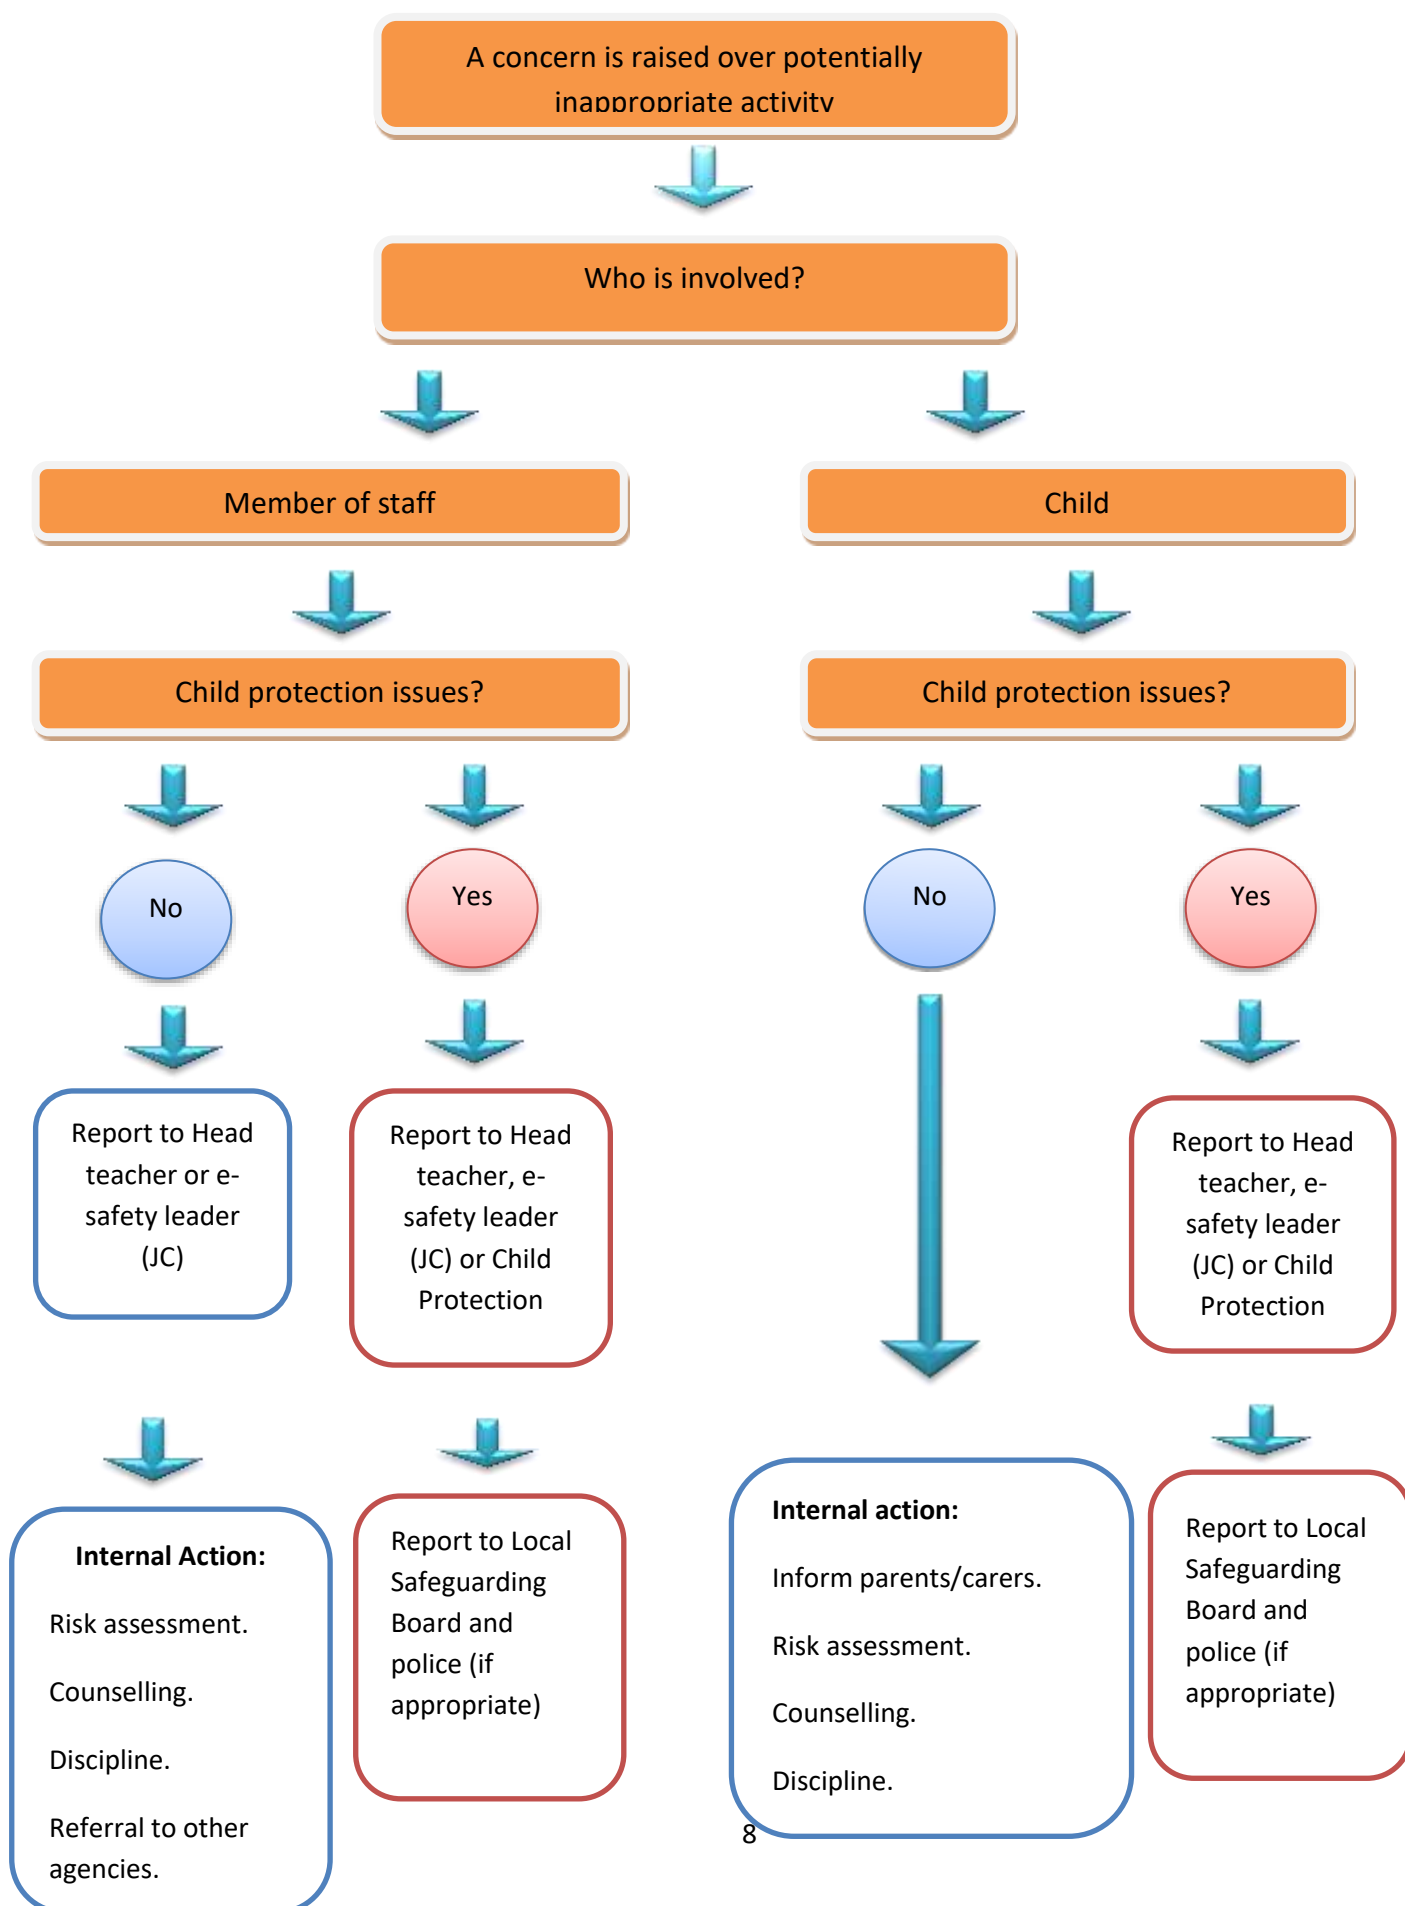 A concern is raised over potentially
inappropriate activity
Who is involved?
Member of staff
Child
Child protection issues?
Child protection issues?
No
Yes
No
Yes
Report to Head
teacher or e-
safety leader
(JC)
Report to Head
teacher, e-
safety leader
(JC) or Child
Protection
Report to Head
teacher, e-
safety leader
(JC) or Child
Protection
Internal Action:
Risk assessment.
Counselling.
Discipline.
Referral to other
agencies.
Report to Local
Safeguarding
Board and
police (if
appropriate)
Internal action:
Inform parents/carers.
Risk assessment.
Counselling.
Discipline.
Report to Local
Safeguarding
Board and
police (if
appropriate)
8